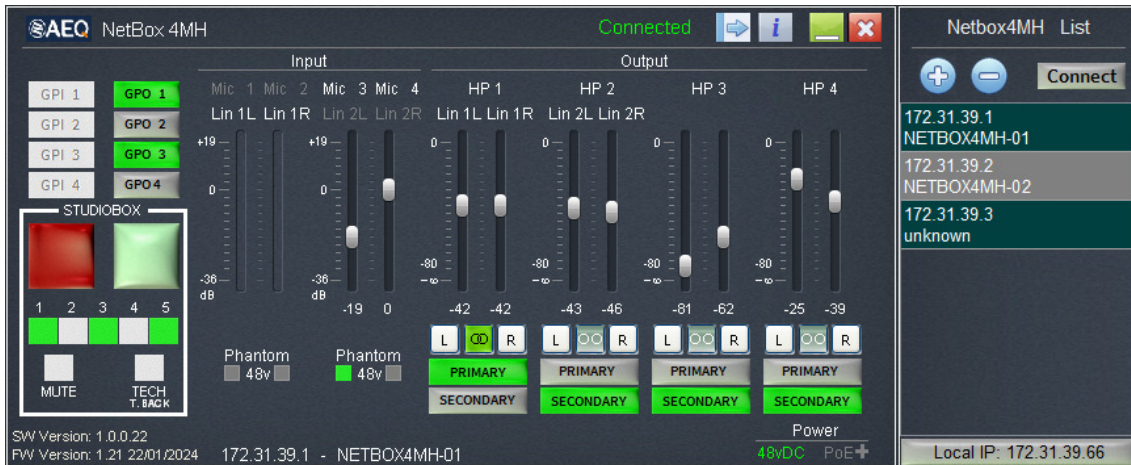 AEQ NetBox 4MH Connected i
Input Output
GPI 1 GPO 1
GPI 2 GPO 2
GPI 3 GPO 3
GPI 4 GPO4
Mic 1 Mic 2 Mic 3 Mic 4 HP 1 HP 2 HP 3 HP 4
Lin 1L Lin 1R Lin 2L Lin 2R Lin 1L Lin 1R Lin 2L Lin 2R
+19 +19 0 0 0 0
0 0
-80 -80 -80 -80
-36 -36 -∞ -∞ -∞ -∞
dB dB
-19 0 -42 -42 -43 -46 -81 -62 -25 -39
STUDIOBOX
1 2 3 4 5
MUTE TECH
T. BACK
Phantom Phantom
48v 48v
L R L R L R L R
PRIMARY PRIMARY PRIMARY PRIMARY
SECONDARY SECONDARY SECONDARY SECONDARY
Power
48vDC PoE+
SW Version: 1.0.0.22
FW Version: 1.21 22/01/2024 172.31.39.1 - NETBOX4MH-01
Netbox4MH List
Connect
172.31.39.1
NETBOX4MH-01
172.31.39.2
NETBOX4MH-02
172.31.39.3
unknown
Local IP: 172.31.39.66